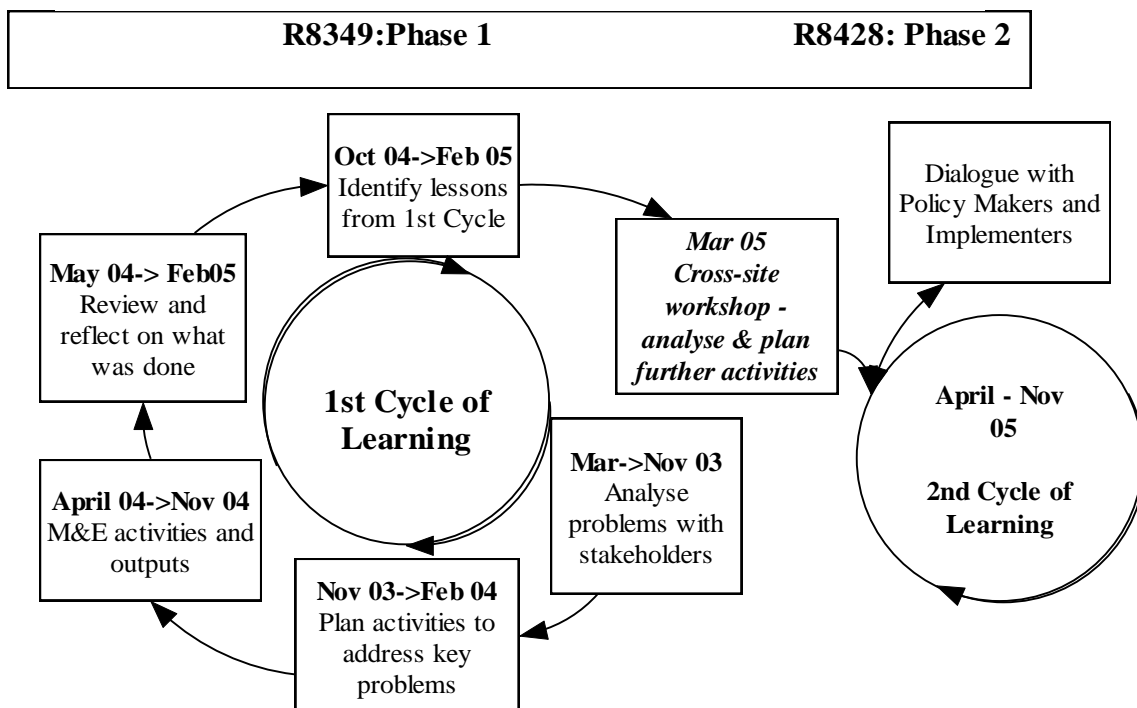 R8349:Phase 1 R8428: Phase 2
Oct 04->Feb 05
Identify lessons
from 1st Cycle
Dialogue with
Policy Makers and
Implementers
Mar 05
Cross-site
workshop -
analyse & plan
further activities
May 04-> Feb05
Review and
reflect on what
was done
1st Cycle of
Learning
April - Nov
05
2nd Cycle of
Learning
Mar->Nov 03
Analyse
problems with
stakeholders
April 04->Nov 04
M&E activities and
outputs
Nov 03->Feb 04
Plan activities to
address key
problems